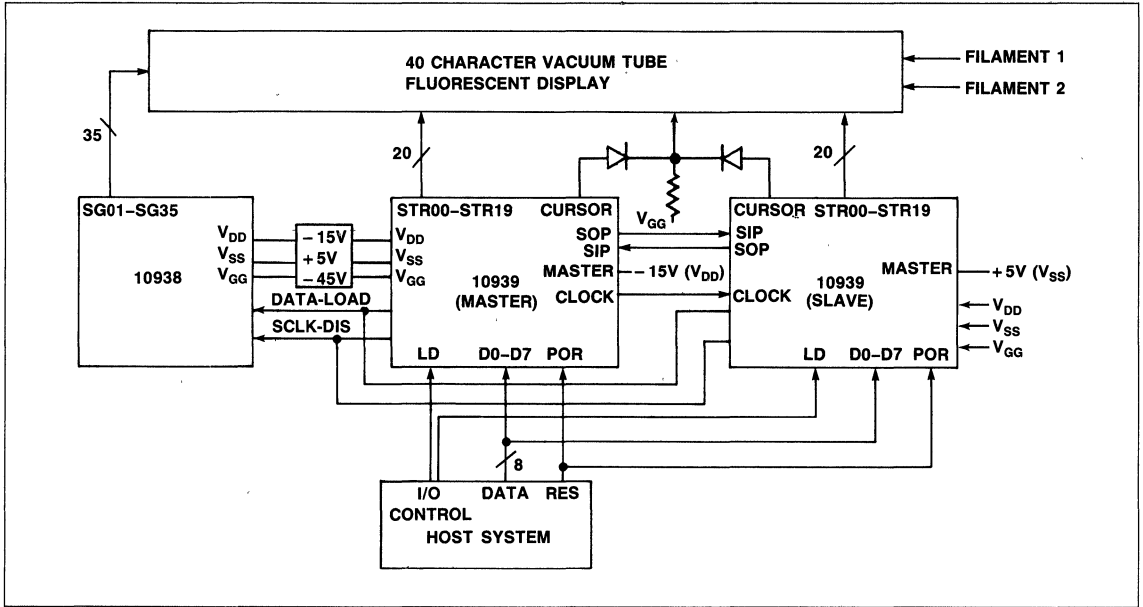 40 CHARACTER VACUUM TUBE
FLUORESCENT DISPLAY
FILAMENT 1
FILAMENT 2
35
20
20
SG01–SG35
10938
VDD
VSS
VGG
– 15V
+ 5V
– 45V
DATA-LOAD
SCLK-DIS
STR00–STR19
CURSOR
VDD
VSS
VGG
SOP
SIP
MASTER
CLOCK
10939
(MASTER)
LD
D0–D7
POR
VGG
– 15V (VDD)
CURSOR
STR00–STR19
SIP
SOP
MASTER
CLOCK
10939
(SLAVE)
LD
D0–D7
POR
+ 5V (VSS)
VDD
VSS
VGG
8
I/O
CONTROL
DATA
RES
HOST SYSTEM